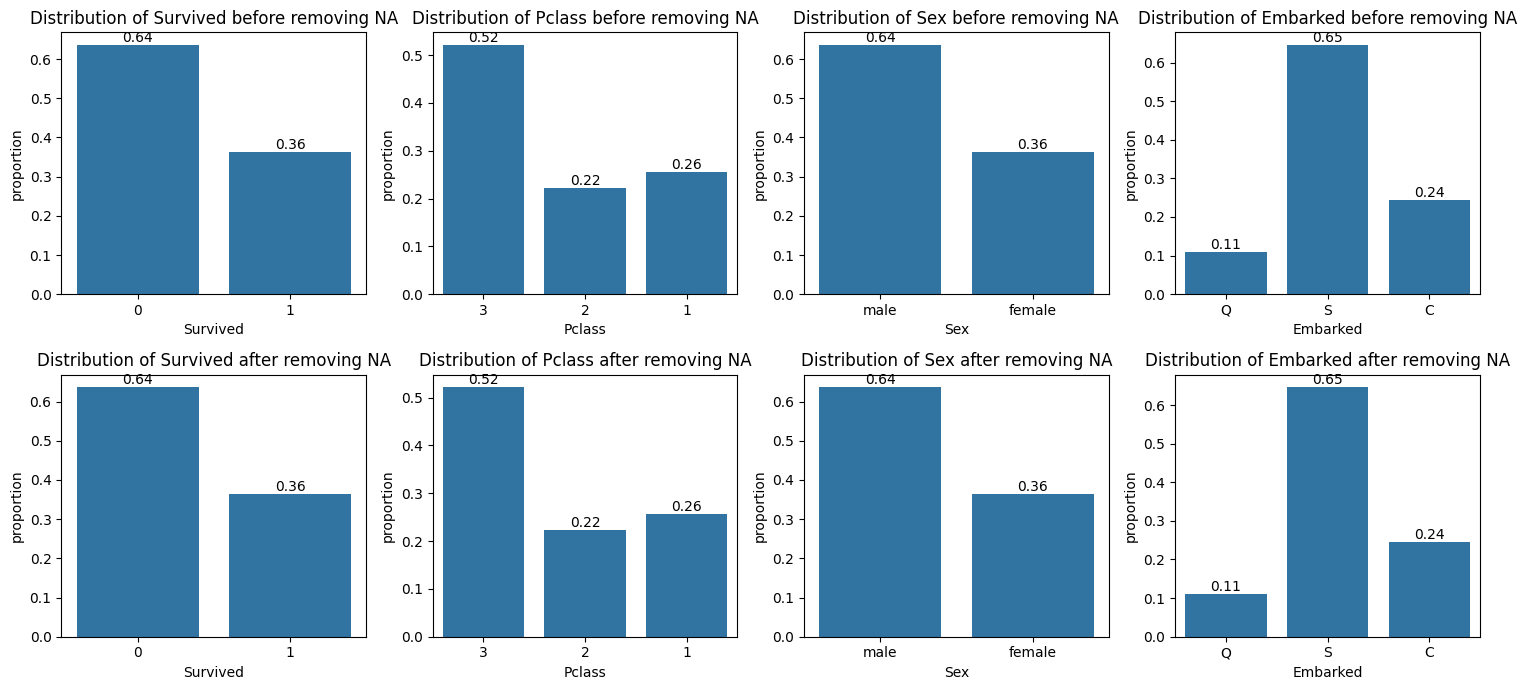 Distribution of Survived before removing NA
0.64
0.6
0.5
0.4
0.36
0.3
0.2
0.1
0.0
proportion
0 1
Survived
Distribution of Pclass before removing NA
0.52
0.5
0.4
0.3
0.26
0.22
0.2
0.1
0.0
proportion
3 2 1
Pclass
Distribution of Sex before removing NA
0.64
0.6
0.5
0.4
0.36
0.3
0.2
0.1
0.0
proportion
male female
Sex
Distribution of Embarked before removing NA
0.65
0.6
0.5
0.4
0.3
0.24
0.2
0.11
0.1
0.0
proportion
Q S C
Embarked
Distribution of Survived after removing NA
0.64
0.6
0.5
0.4
0.36
0.3
0.2
0.1
0.0
proportion
0 1
Survived
Distribution of Pclass after removing NA
0.52
0.5
0.4
0.3
0.26
0.22
0.2
0.1
0.0
proportion
3 2 1
Pclass
Distribution of Sex after removing NA
0.64
0.6
0.5
0.4
0.36
0.3
0.2
0.1
0.0
proportion
male female
Sex
Distribution of Embarked after removing NA
0.65
0.6
0.5
0.4
0.3
0.24
0.2
0.11
0.1
0.0
proportion
Q S C
Embarked